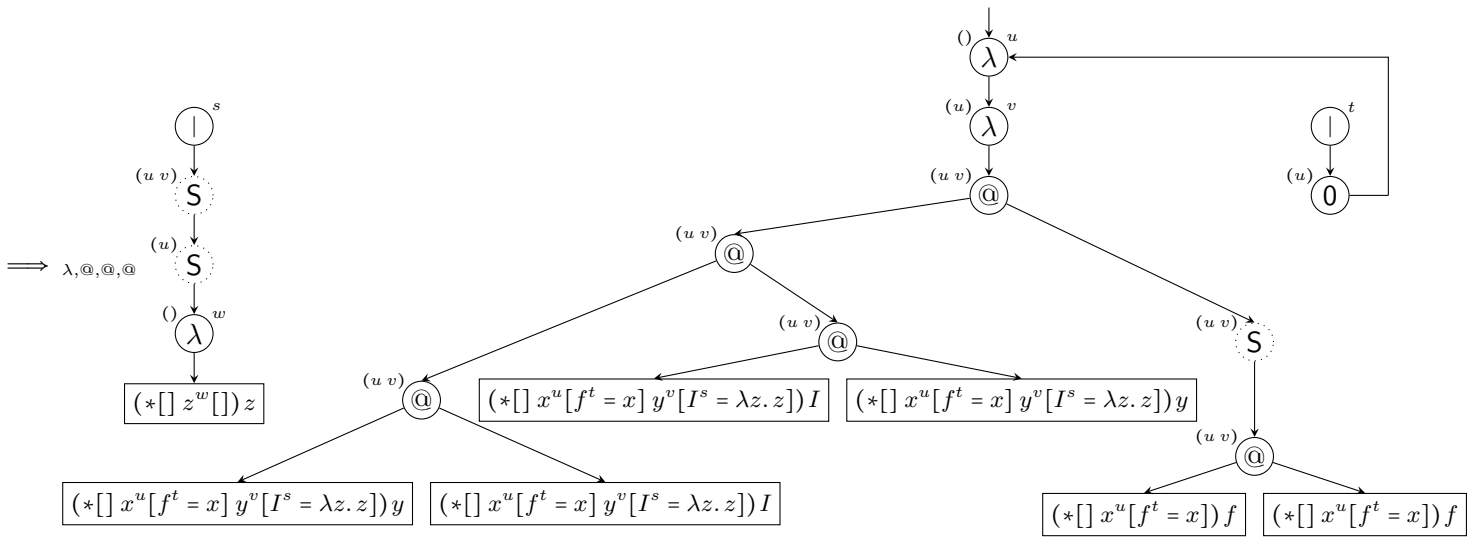 () λ u
(u) λ v
| s
| t
(u v) S
(u v) @
(u) 0
(u v) @
(u) S
⟹ λ,@,@,@
() λ w
(u v) @
(u v) S
(*[] z^w[]) z
(u v) @
(*[] x^u[f^t = x] y^v[I^s = λz. z]) I
(*[] x^u[f^t = x] y^v[I^s = λz. z]) y
(u v) @
(*[] x^u[f^t = x] y^v[I^s = λz. z]) y
(*[] x^u[f^t = x] y^v[I^s = λz. z]) I
(*[] x^u[f^t = x]) f
(*[] x^u[f^t = x]) f